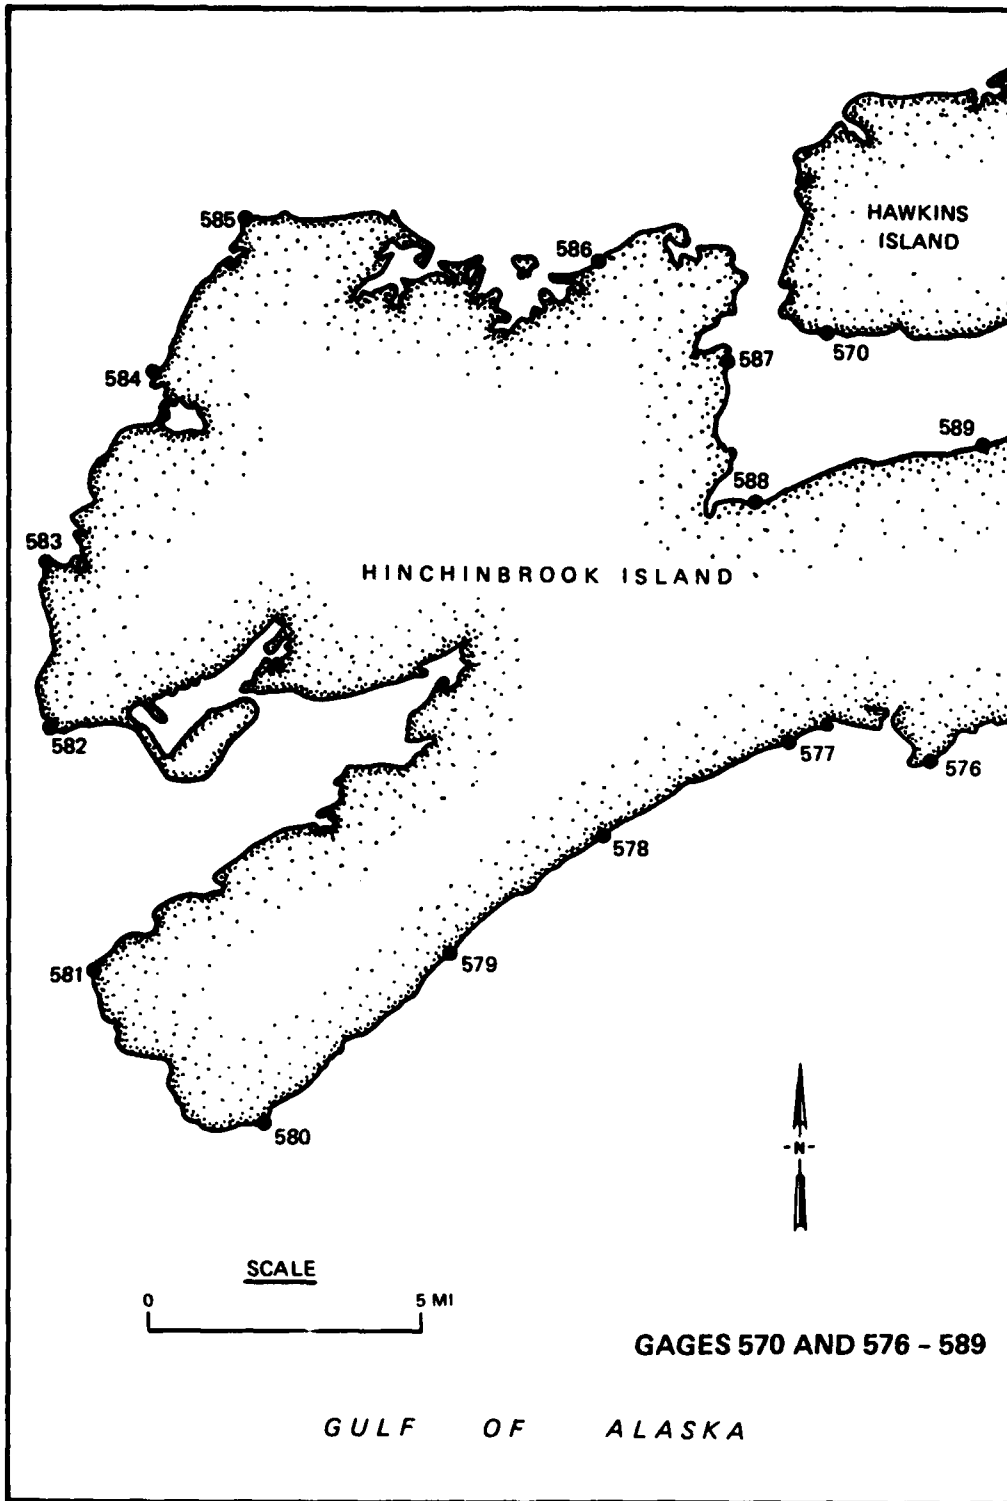 HAWKINS
ISLAND
585
586
587
570
584
589
588
583
HINCHINBROOK ISLAND
582
577
576
578
581
579
580
-N-
SCALE
0 5 MI
GAGES 570 AND 576 - 589
GULF OF ALASKA